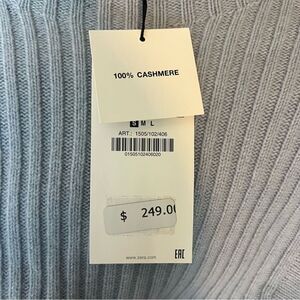 100% CASHMERE
S M L
ART.: 1505/102/406
01505102406020
$ 249.00
www.zara.com
EAC